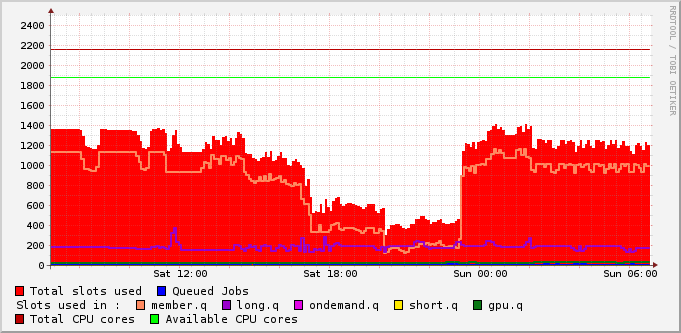 RRDTOOL / TOBI OETIKER
2400
2200
2000
1800
1600
1400
1200
1000
800
600
400
200
0
Sat 12:00 Sat 18:00 Sun 00:00 Sun 06:00
Total slots used Queued Jobs
Slots used in : member.q long.q ondemand.q short.q gpu.q
Total CPU cores Available CPU cores